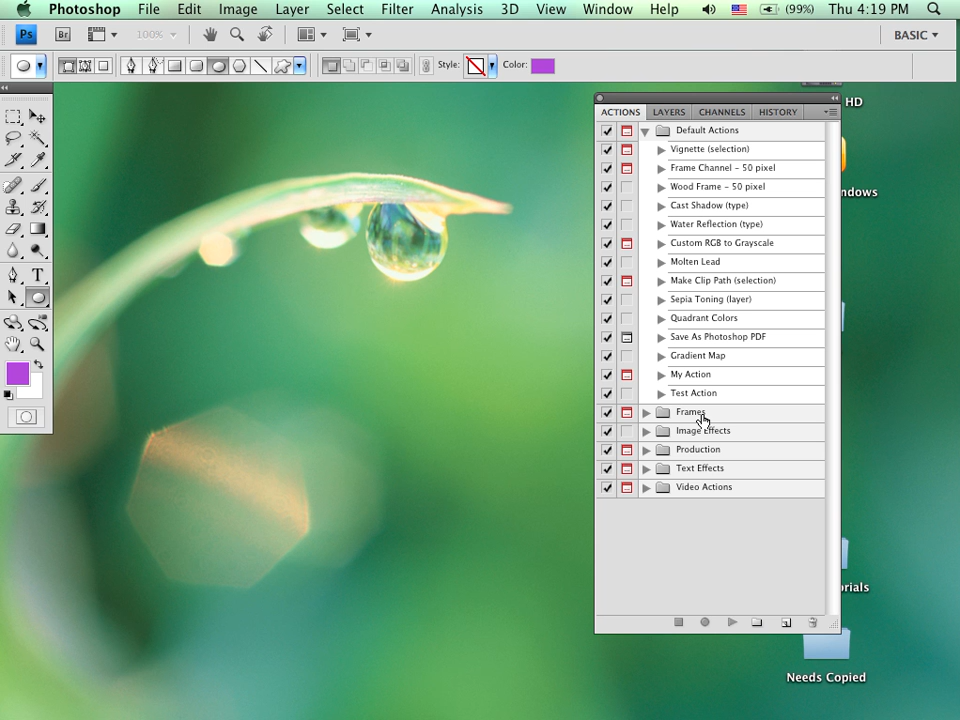 Photoshop File Edit Image Layer Select Filter Analysis 3D View Window Help (99%) Thu 4:19 PM
Ps Br 100% BASIC
Style: Color:
HD
ACTIONS LAYERS CHANNELS HISTORY
Default Actions
Vignette (selection)
Frame Channel - 50 pixel
Wood Frame - 50 pixel
ndows
Cast Shadow (type)
Water Reflection (type)
Custom RGB to Grayscale
Molten Lead
T
Make Clip Path (selection)
Sepia Toning (layer)
Quadrant Colors
Save As Photoshop PDF
Gradient Map
My Action
Test Action
Frames
Image Effects
Production
Text Effects
Video Actions
orials
Needs Copied